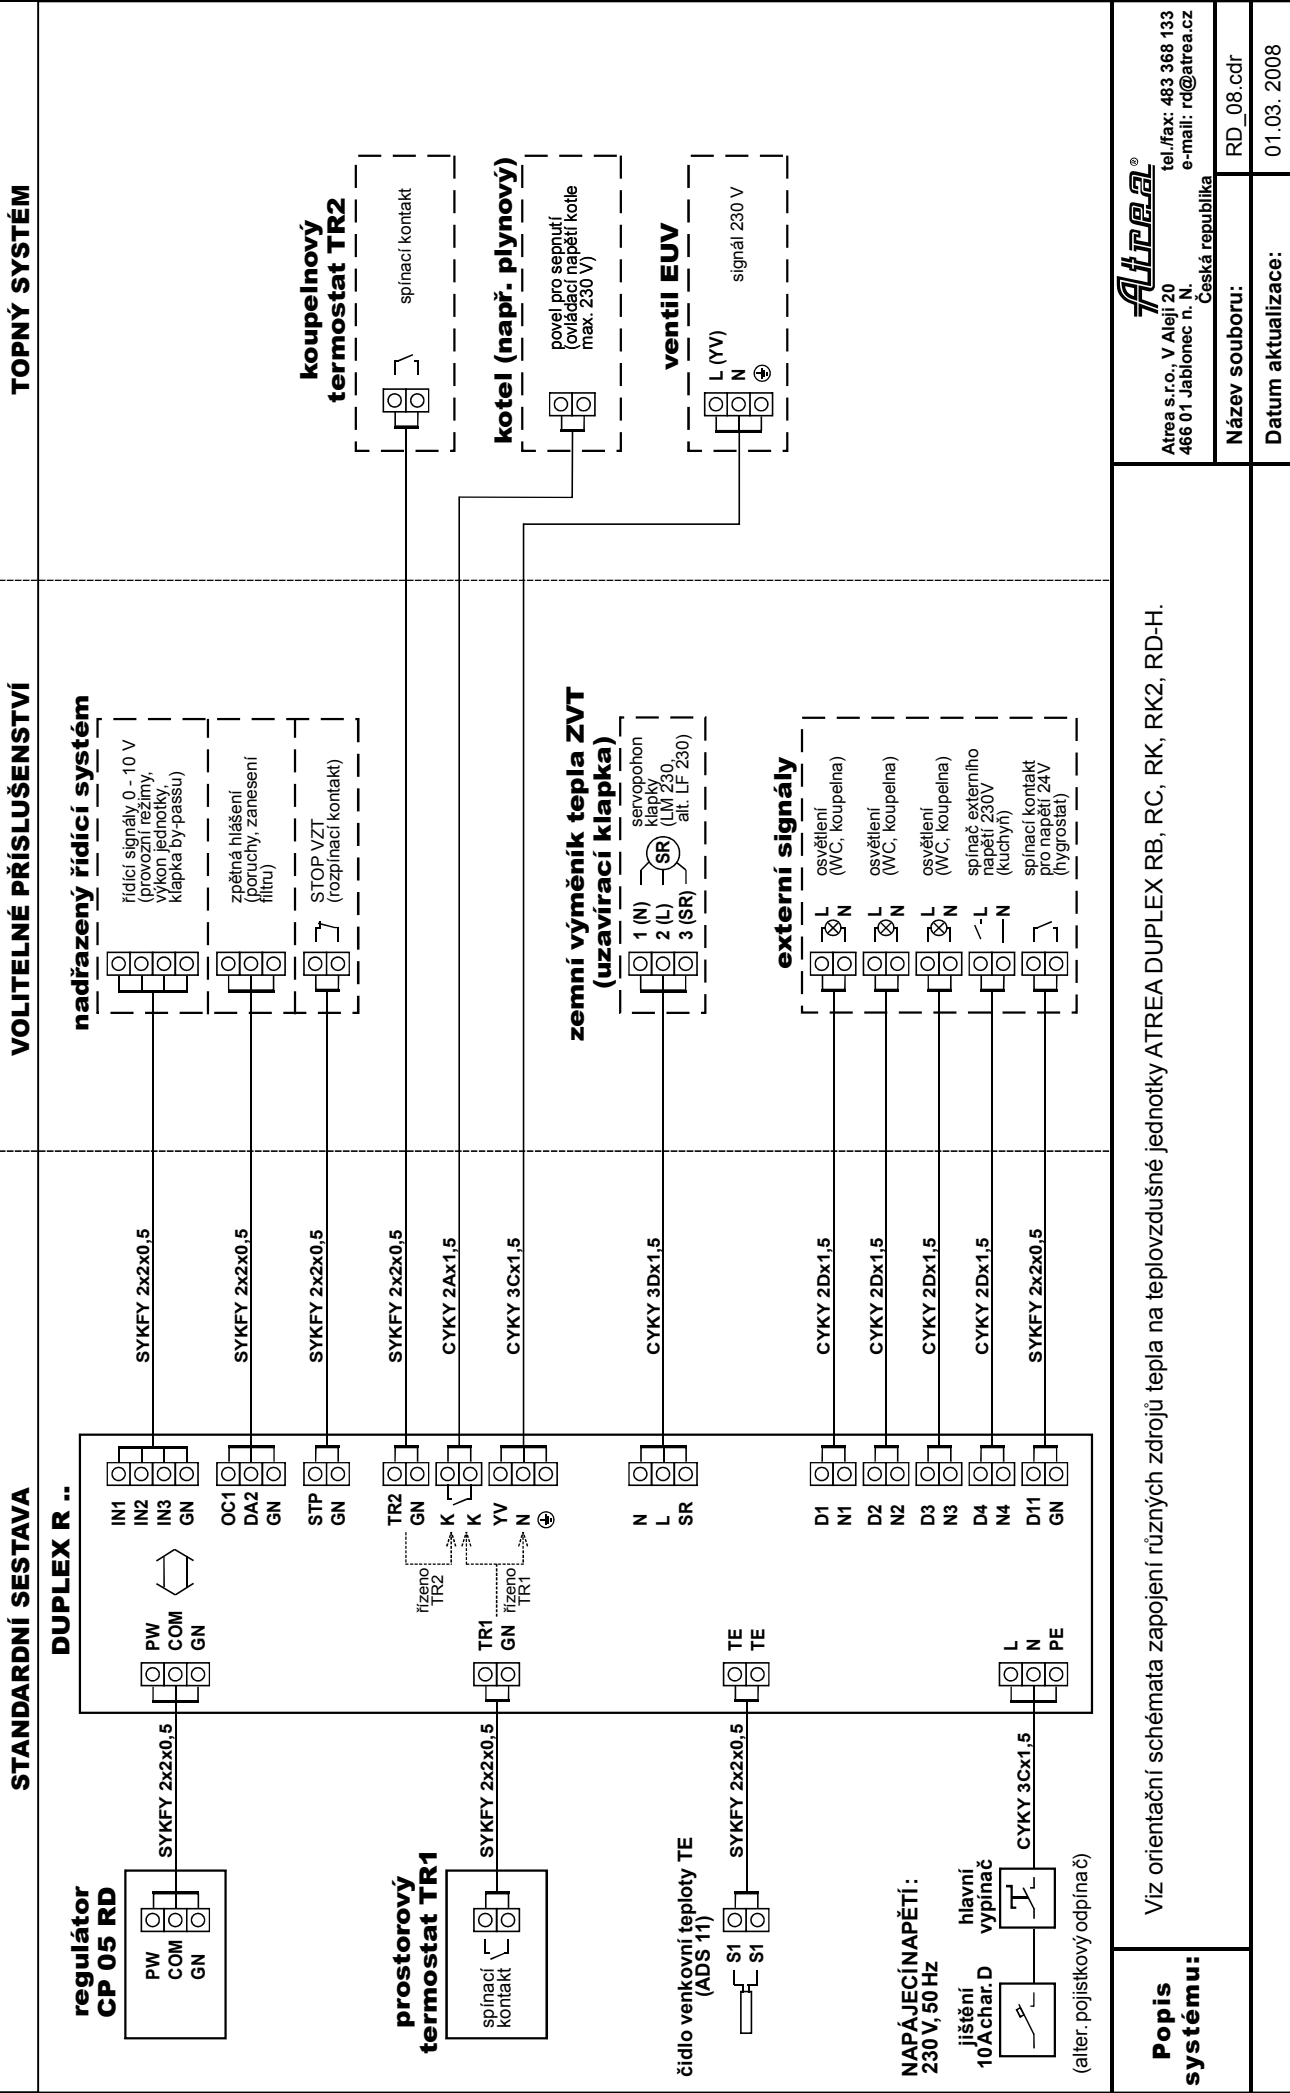 STANDARDNÍ SESTAVA
VOLITELNÉ PŘÍSLUŠENSTVÍ
TOPNÝ SYSTÉM
regulátor
CP 05 RD
PW
COM
GN
SYKFY 2x2x0,5
prostorový
termostat TR1
spínací
kontakt
SYKFY 2x2x0,5
čidlo venkovní teploty TE
(ADS 11)
S1
S1
SYKFY 2x2x0,5
NAPÁJECÍ NAPĚTÍ:
230 V, 50 Hz
jištění
10A char. D
hlavní
vypínač
(alter. pojistkový odpínač)
CYKY 3Cx1,5
DUPLEX R ..
PW
COM
GN
TR1
GN
TE
TE
L
N
PE
řízeno
TR2
řízeno
TR1
IN1
IN2
IN3
GN
OC1
DA2
GN
STP
GN
TR2
GN
K
K
YV
N
N
L
SR
D1
N1
D2
N2
D3
N3
D4
N4
D11
GN
SYKFY 2x2x0,5
SYKFY 2x2x0,5
SYKFY 2x2x0,5
SYKFY 2x2x0,5
CYKY 2Ax1,5
CYKY 3Cx1,5
CYKY 3Dx1,5
CYKY 2Dx1,5
CYKY 2Dx1,5
CYKY 2Dx1,5
CYKY 2Dx1,5
SYKFY 2x2x0,5
nadřazený řídící systém
řídící signály 0 - 10 V
(provozní režimy,
výkon jednotky,
klapka by-passu)
zpětná hlášení
(poruchy, zanesení
filtru)
STOP VZT
(rozpínací kontakt)
zemní výměník tepla ZVT
(uzavírací klapka)
1 (N)
2 (L)
3 (SR)
SR
servopohon
klapky
(LM 230,
alt. LF 230)
externí signály
L
N
osvětlení
(WC, koupelna)
L
N
osvětlení
(WC, koupelna)
L
N
osvětlení
(WC, koupelna)
L
N
spínač externího
napětí 230V
(kuchyň)
spínací kontakt
pro napětí 24V
(hygrostat)
koupelnový
termostat TR2
spínací kontakt
kotel (např. plynový)
povel pro sepnutí
(ovládací napětí kotle
max. 230 V)
ventil EUV
L (YV)
N
signál 230 V
Popis
systému:
Viz orientační schémata zapojení různých zdrojů tepla na teplovzdušné jednotky ATREA DUPLEX RB, RC, RK, RK2, RD-H.
Atrea®
Atrea s.r.o., V Aleji 20
466 01 Jablonec n. N.
Česká republika
tel./fax: 483 368 133
e-mail: rd@atrea.cz
Název souboru:
RD_08.cdr
Datum aktualizace:
01.03. 2008